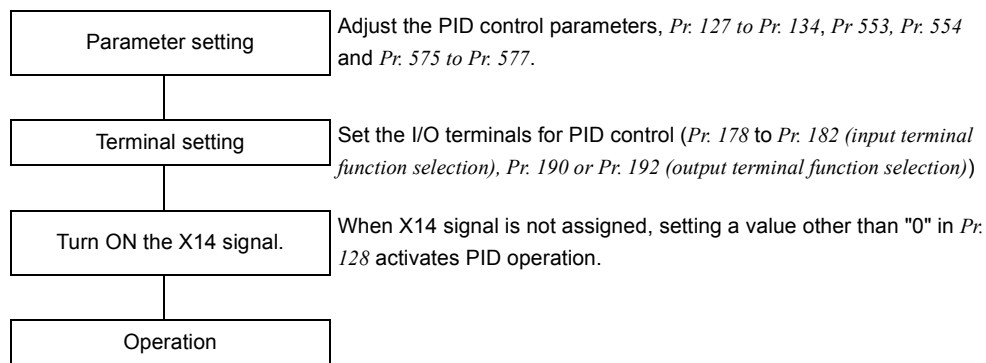 Parameter setting
Adjust the PID control parameters, Pr. 127 to Pr. 134, Pr 553, Pr. 554
and Pr. 575 to Pr. 577.
Terminal setting
Set the I/O terminals for PID control (Pr. 178 to Pr. 182 (input terminal
function selection), Pr. 190 or Pr. 192 (output terminal function selection))
Turn ON the X14 signal.
When X14 signal is not assigned, setting a value other than "0" in Pr.
128 activates PID operation.
Operation